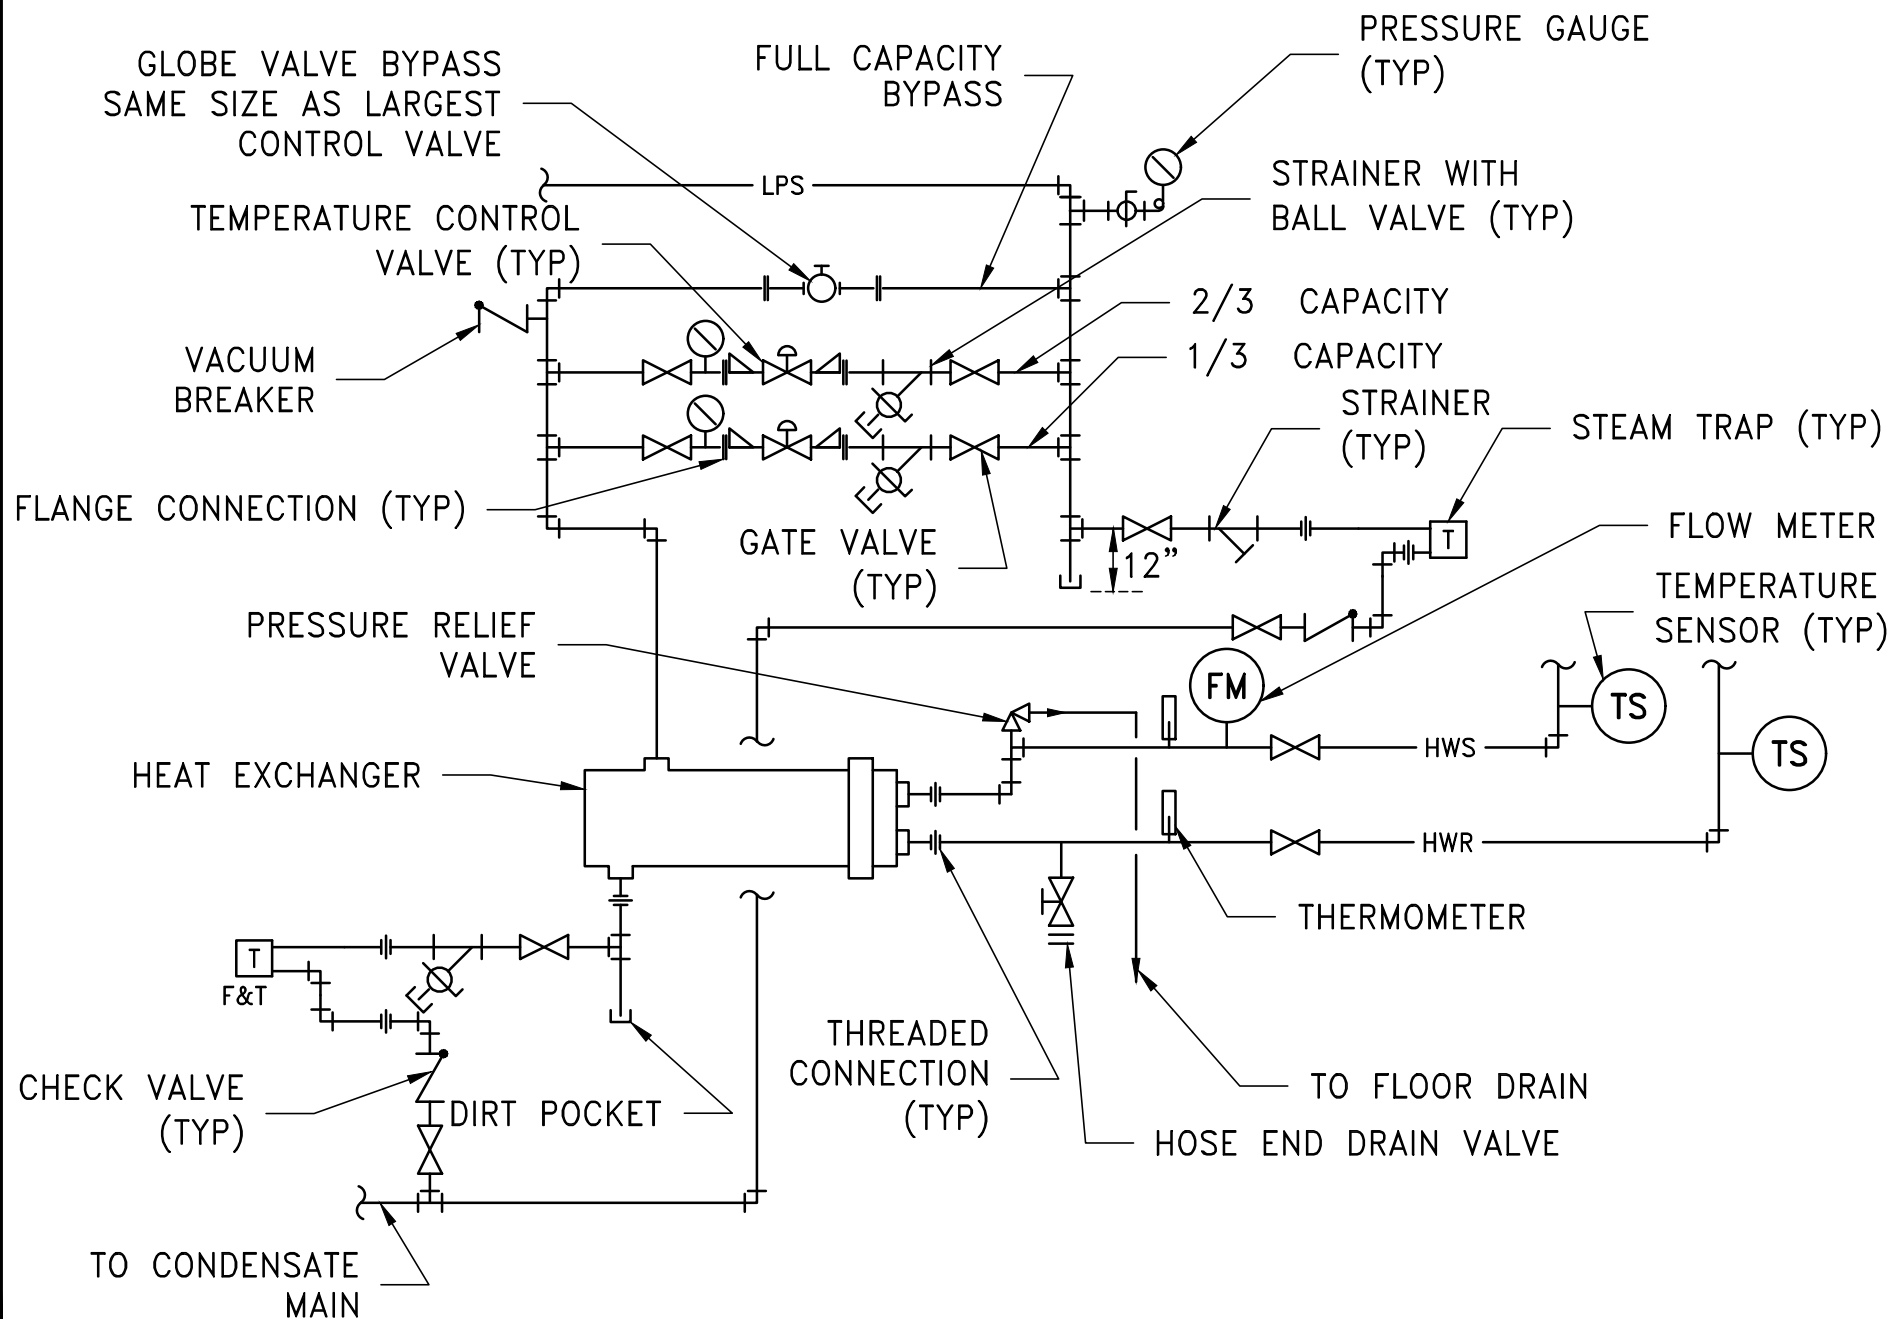 PRESSURE GAUGE
(TYP)
GLOBE VALVE BYPASS
SAME SIZE AS LARGEST
CONTROL VALVE
FULL CAPACITY
BYPASS
LPS
STRAINER WITH
BALL VALVE (TYP)
TEMPERATURE CONTROL
VALVE (TYP)
2/3 CAPACITY
1/3 CAPACITY
VACUUM
BREAKER
STRAINER
(TYP)
STEAM TRAP (TYP)
FLANGE CONNECTION (TYP)
GATE VALVE
(TYP)
12”
T
FLOW METER
TEMPERATURE
SENSOR (TYP)
PRESSURE RELIEF
VALVE
FM
TS
TS
HWS
HEAT EXCHANGER
HWR
THERMOMETER
T
F&T
THREADED
CONNECTION
(TYP)
CHECK VALVE
(TYP)
DIRT POCKET
TO FLOOR DRAIN
HOSE END DRAIN VALVE
TO CONDENSATE
MAIN